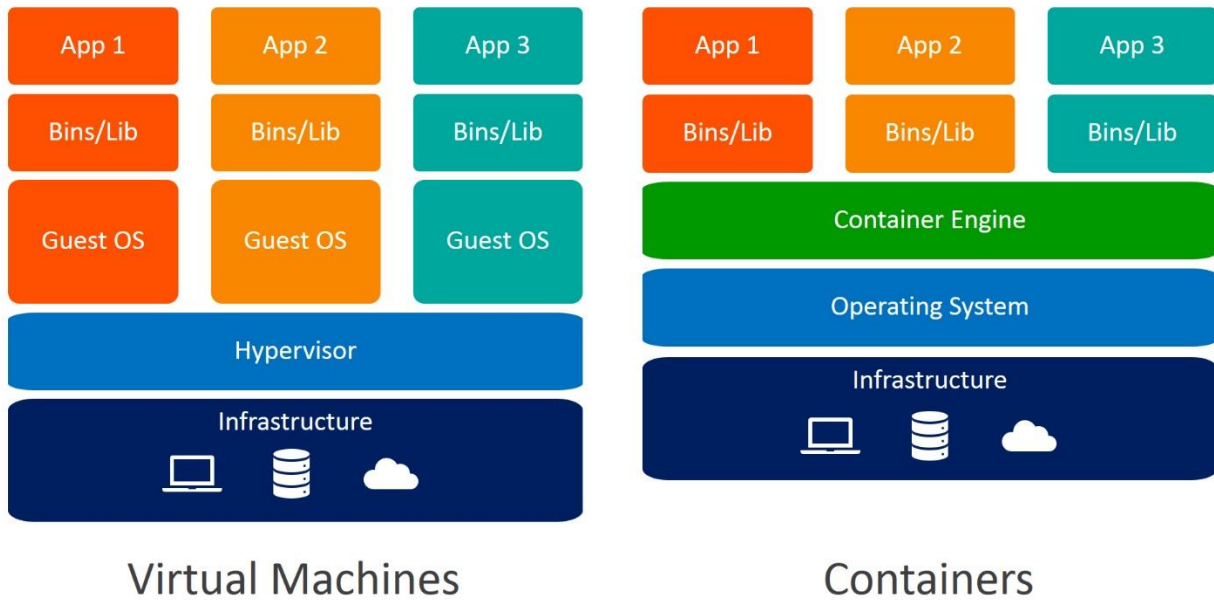 App 1
App 2
App 3
Bins/Lib
Bins/Lib
Bins/Lib
Guest OS
Guest OS
Guest OS
Hypervisor
Infrastructure
Virtual Machines
App 1
App 2
App 3
Bins/Lib
Bins/Lib
Bins/Lib
Container Engine
Operating System
Infrastructure
Containers